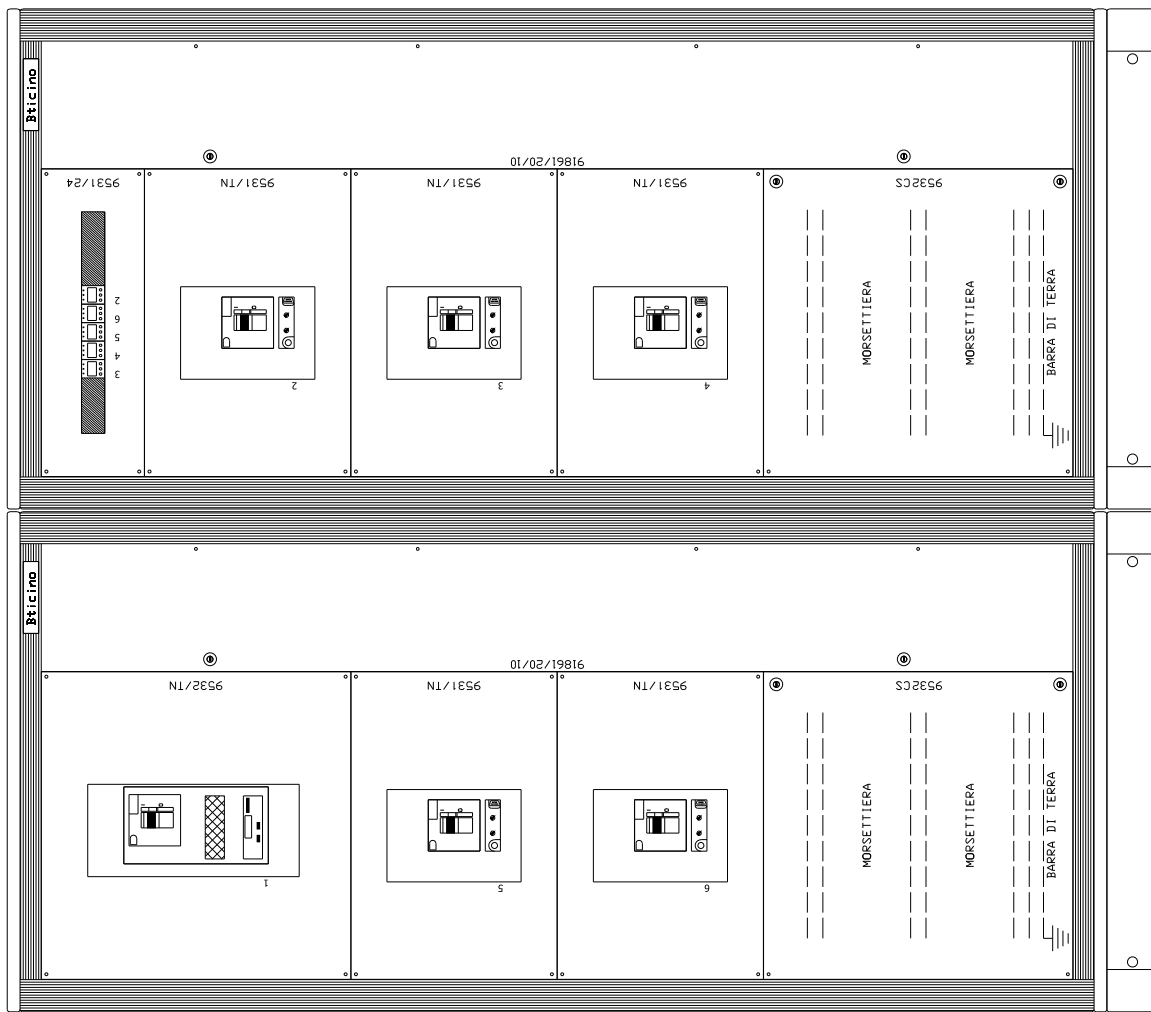 Bticino
91861/20/10
9531/24
9531/TN
9531/TN
9531/TN
9532CS
2
6
5
4
3
2
3
4
MORSETTIERA
MORSETTIERA
BARRA DI TERRA
Bticino
91861/20/10
9532/TN
9531/TN
9531/TN
9532CS
1
5
6
MORSETTIERA
MORSETTIERA
BARRA DI TERRA